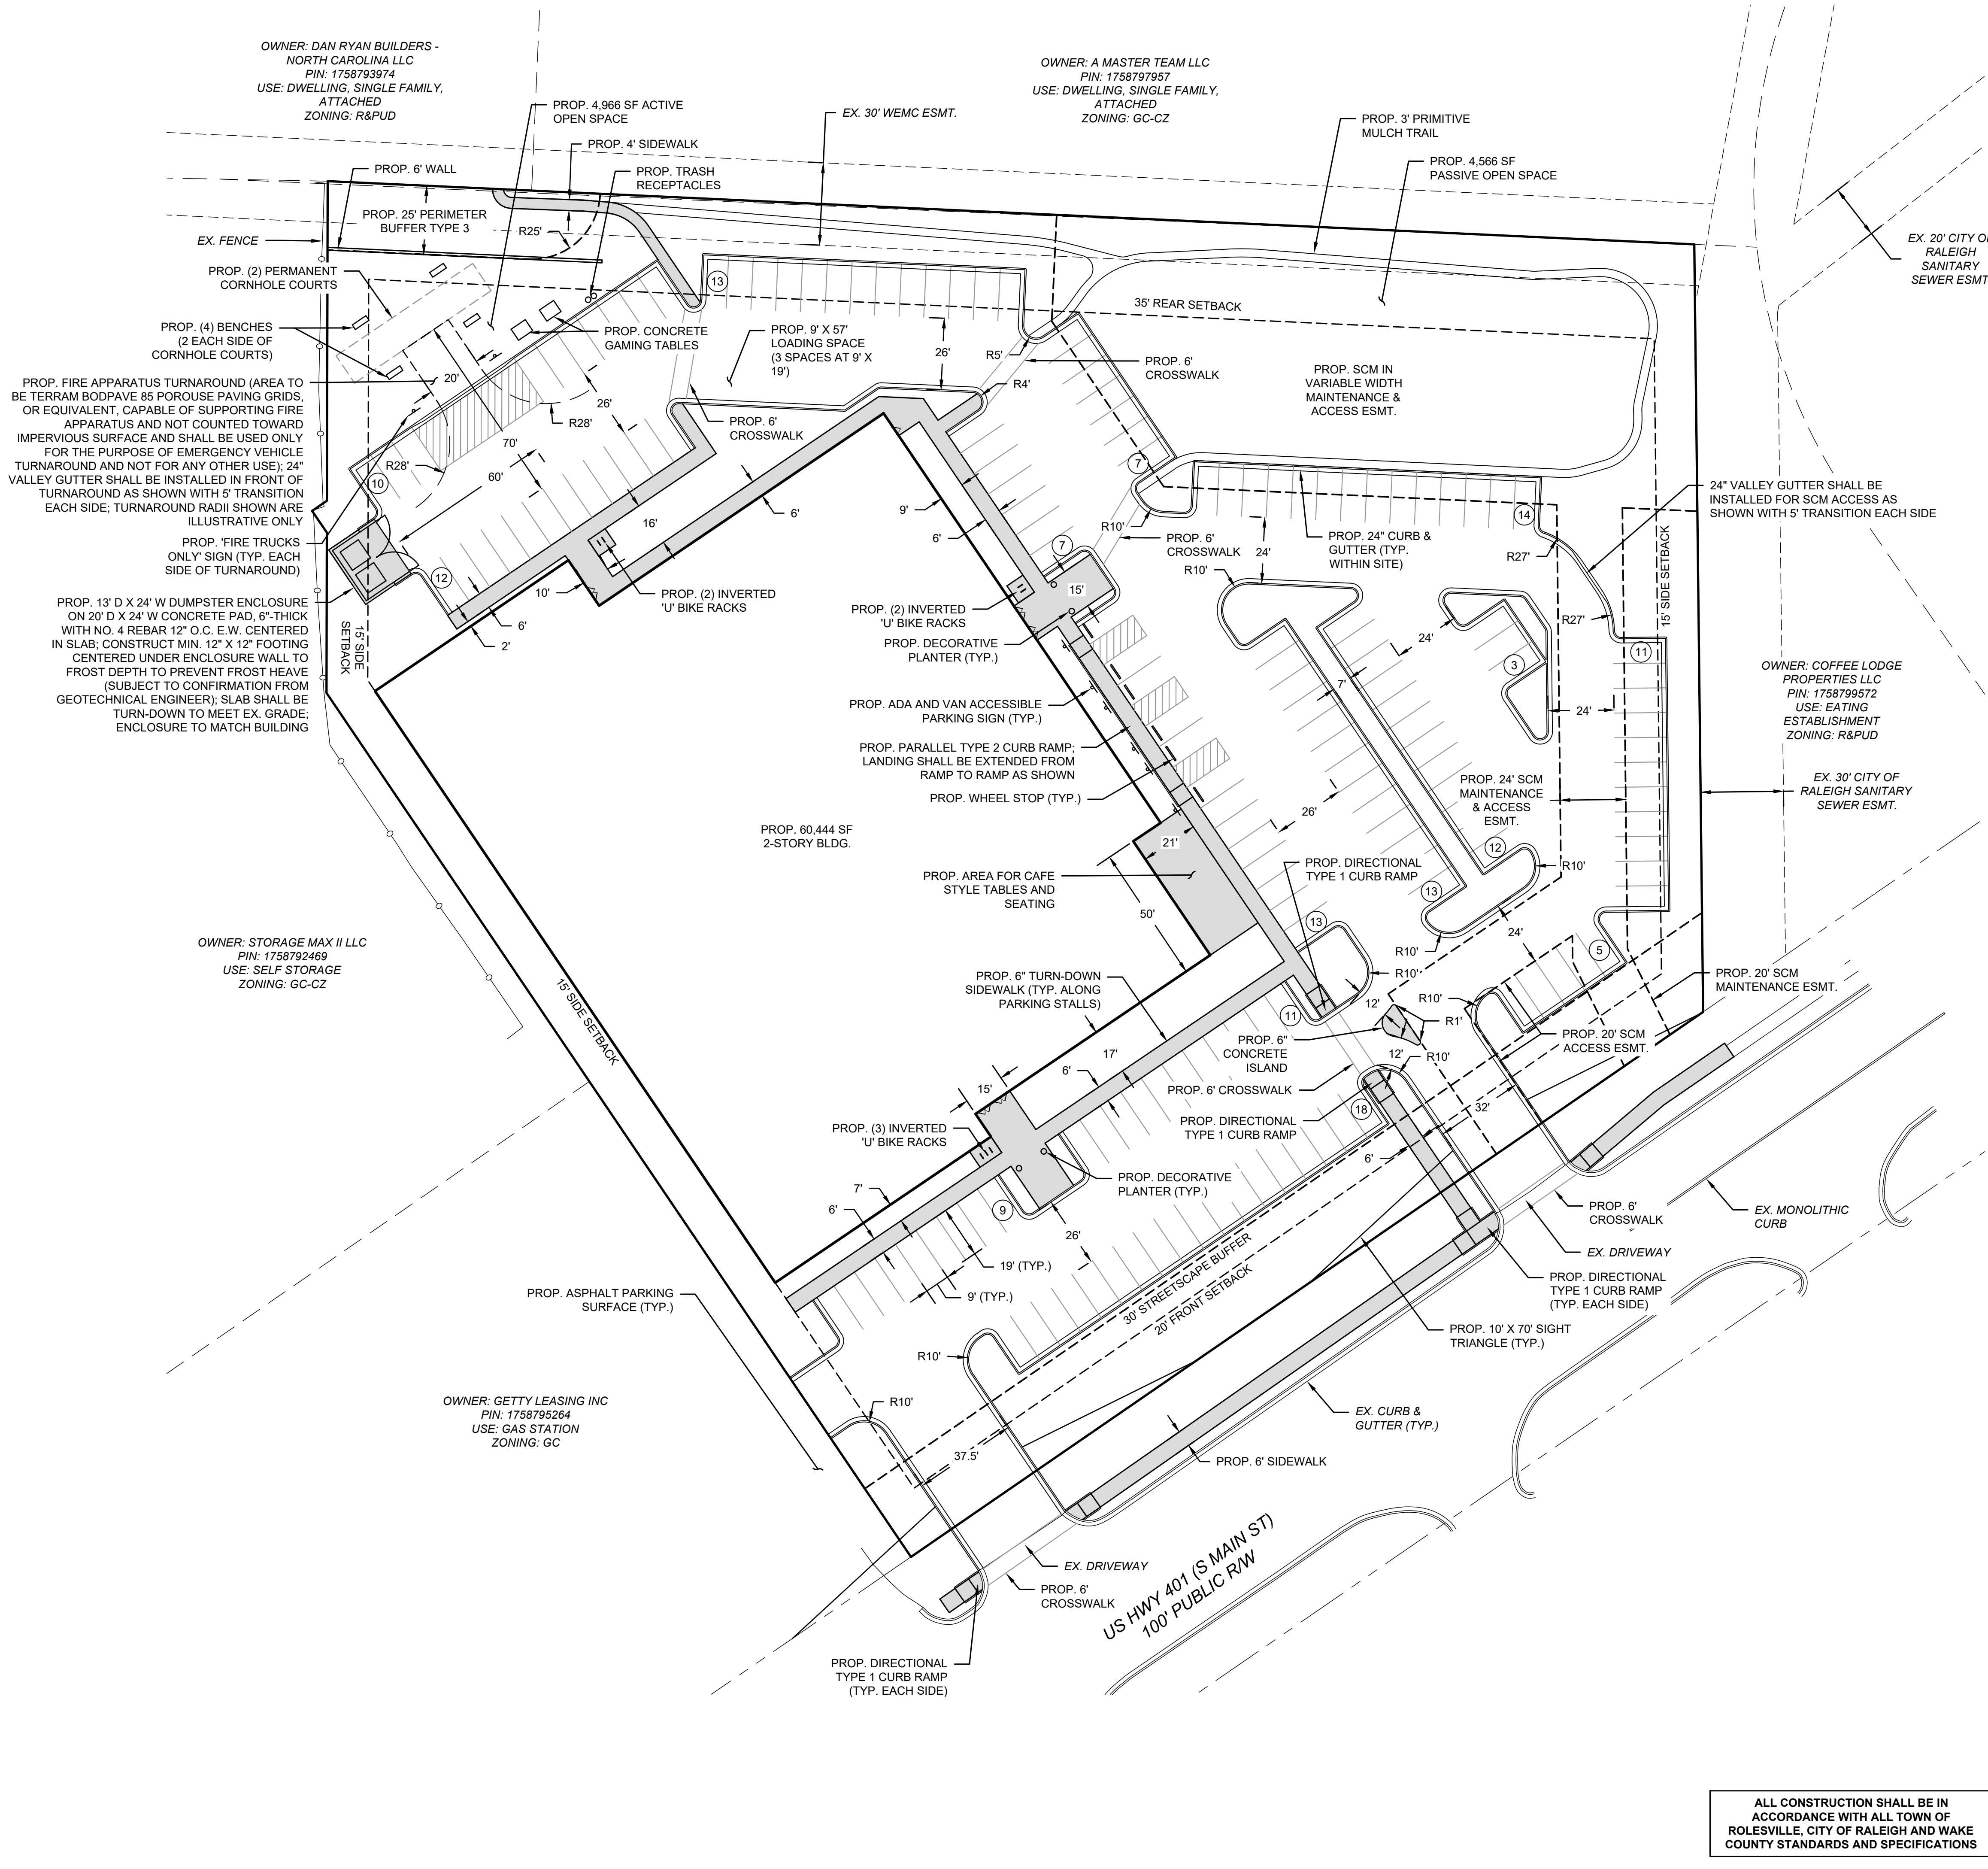 OWNER: DAN RYAN BUILDERS -
NORTH CAROLINA LLC
PIN: 1758793974
USE: DWELLING, SINGLE FAMILY,
ATTACHED
ZONING: R&PUD
OWNER: A MASTER TEAM LLC
PIN: 1758797957
USE: DWELLING, SINGLE FAMILY,
ATTACHED
ZONING: GC-CZ
PROP. 4,966 SF ACTIVE
OPEN SPACE
EX. 30' WEMC ESMT.
PROP. 3' PRIMITIVE
MULCH TRAIL
PROP. 4' SIDEWALK
PROP. 4,566 SF
PASSIVE OPEN SPACE
PROP. 6' WALL
PROP. TRASH
RECEPTACLES
PROP. 25' PERIMETER
BUFFER TYPE 3
R25'
EX. FENCE
EX. 20' CITY OF
RALEIGH
SANITARY
SEWER ESMT
PROP. (2) PERMANENT
CORNHOLE COURTS
13
35' REAR SETBACK
PROP. (4) BENCHES
(2 EACH SIDE OF
CORNHOLE COURTS)
PROP. CONCRETE
GAMING TABLES
PROP. 9' X 57'
LOADING SPACE
(3 SPACES AT 9' X
19')
26'
R5'
PROP. 6'
CROSSWALK
PROP. SCM IN
VARIABLE WIDTH
MAINTENANCE &
ACCESS ESMT.
PROP. FIRE APPARATUS TURNAROUND (AREA TO
BE TERRAM BODPAVE 85 POROUSE PAVING GRIDS,
OR EQUIVALENT, CAPABLE OF SUPPORTING FIRE
APPARATUS AND NOT COUNTED TOWARD
IMPERVIOUS SURFACE AND SHALL BE USED ONLY
FOR THE PURPOSE OF EMERGENCY VEHICLE
TURNAROUND AND NOT FOR ANY OTHER USE); 24"
VALLEY GUTTER SHALL BE INSTALLED IN FRONT OF
TURNAROUND AS SHOWN WITH 5' TRANSITION
EACH SIDE; TURNAROUND RADII SHOWN ARE
ILLUSTRATIVE ONLY
20'
26'
R28'
70'
R28'
60'
10
R4'
PROP. 6'
CROSSWALK
16'
6'
9'
6'
7
R10'
24" VALLEY GUTTER SHALL BE
INSTALLED FOR SCM ACCESS AS
SHOWN WITH 5' TRANSITION EACH SIDE
14
PROP. 24" CURB &
GUTTER (TYP.
WITHIN SITE)
PROP. 6'
CROSSWALK
24'
R27'
R10'
7
PROP. 'FIRE TRUCKS
ONLY' SIGN (TYP. EACH
SIDE OF TURNAROUND)
12
10'
6'
2'
PROP. (2) INVERTED
'U' BIKE RACKS
15'
PROP. (2) INVERTED
'U' BIKE RACKS
PROP. DECORATIVE
PLANTER (TYP.)
R27'
15' SIDE SETBACK
11
24'
3
7'
24'
PROP. 13' D X 24' W DUMPSTER ENCLOSURE
ON 20' D X 24' W CONCRETE PAD, 6"-THICK
WITH NO. 4 REBAR 12" O.C. E.W. CENTERED
IN SLAB; CONSTRUCT MIN. 12" X 12" FOOTING
CENTERED UNDER ENCLOSURE WALL TO
FROST DEPTH TO PREVENT FROST HEAVE
(SUBJECT TO CONFIRMATION FROM
GEOTECHNICAL ENGINEER); SLAB SHALL BE
TURN-DOWN TO MEET EX. GRADE;
ENCLOSURE TO MATCH BUILDING
15' SIDE
SETBACK
OWNER: COFFEE LODGE
PROPERTIES LLC
PIN: 1758799572
USE: EATING
ESTABLISHMENT
ZONING: R&PUD
PROP. ADA AND VAN ACCESSIBLE
PARKING SIGN (TYP.)
PROP. PARALLEL TYPE 2 CURB RAMP;
LANDING SHALL BE EXTENDED FROM
RAMP TO RAMP AS SHOWN
PROP. WHEEL STOP (TYP.)
PROP. 24' SCM
MAINTENANCE
& ACCESS
ESMT.
EX. 30' CITY OF
RALEIGH SANITARY
SEWER ESMT.
PROP. 60,444 SF
2-STORY BLDG.
26'
21'
12
R10'
PROP. DIRECTIONAL
TYPE 1 CURB RAMP
PROP. AREA FOR CAFE
STYLE TABLES AND
SEATING
50'
13
13
R10'
24'
5
OWNER: STORAGE MAX II LLC
PIN: 1758792469
USE: SELF STORAGE
ZONING: GC-CZ
PROP. 6" TURN-DOWN
SIDEWALK (TYP. ALONG
PARKING STALLS)
R10'
PROP. 20' SCM
MAINTENANCE ESMT.
15' SIDE SETBACK
11
12'
R10'
R1'
PROP. 6"
CONCRETE
ISLAND
PROP. 20' SCM
ACCESS ESMT.
12'
R10'
17'
6'
15'
PROP. 6' CROSSWALK
18
32'
PROP. DIRECTIONAL
TYPE 1 CURB RAMP
PROP. (3) INVERTED
'U' BIKE RACKS
6'
PROP. DECORATIVE
PLANTER (TYP.)
7'
6'
9
26'
PROP. 6'
CROSSWALK
EX. MONOLITHIC
CURB
EX. DRIVEWAY
19' (TYP.)
9' (TYP.)
30' STREETSCAPE BUFFER
20' FRONT SETBACK
PROP. DIRECTIONAL
TYPE 1 CURB RAMP
(TYP. EACH SIDE)
PROP. ASPHALT PARKING
SURFACE (TYP.)
PROP. 10' X 70' SIGHT
TRIANGLE (TYP.)
R10'
OWNER: GETTY LEASING INC
PIN: 1758795264
USE: GAS STATION
ZONING: GC
R10'
EX. CURB &
GUTTER (TYP.)
37.5'
PROP. 6' SIDEWALK
EX. DRIVEWAY
PROP. 6'
CROSSWALK
US HWY 401 (S MAIN ST)
100' PUBLIC R/W
PROP. DIRECTIONAL
TYPE 1 CURB RAMP
(TYP. EACH SIDE)
ALL CONSTRUCTION SHALL BE IN
ACCORDANCE WITH ALL TOWN OF
ROLESVILLE, CITY OF RALEIGH AND WAKE
COUNTY STANDARDS AND SPECIFICATIONS